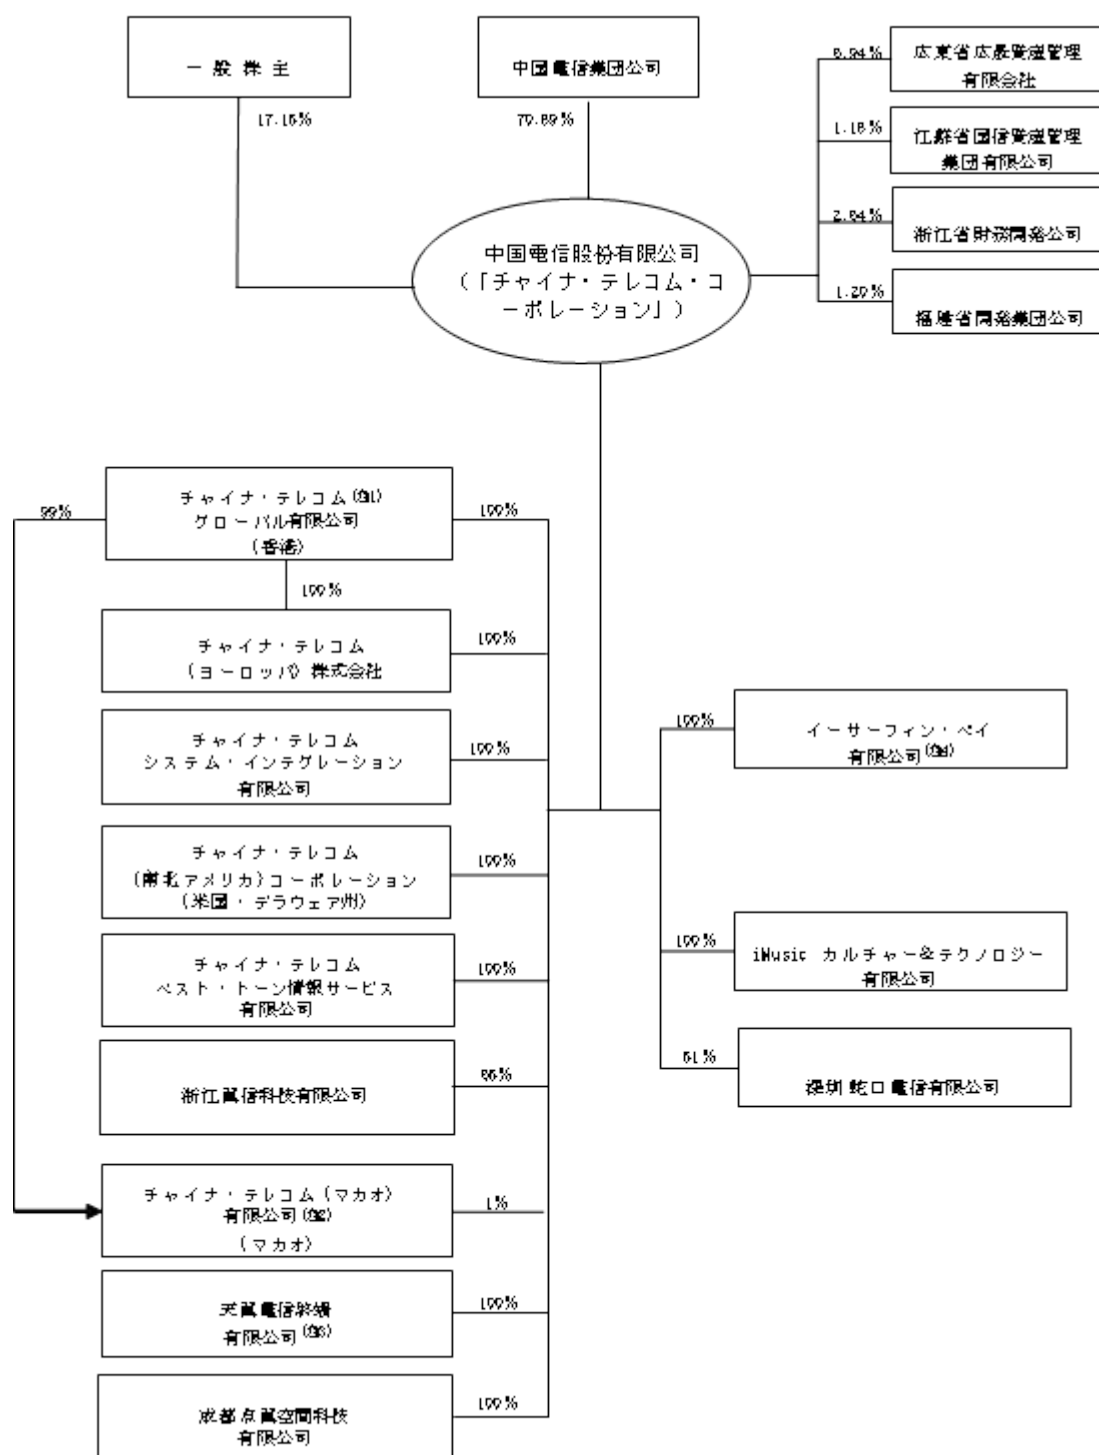 一般株主
中国電信集団公司
17.15%
70.89%
6.94%
広東省広晟資産管理
有限会社
1.18%
江蘇省国信資産管理
集団有限公司
2.64%
浙江省財務開発公司
1.20%
福建省開発集団公司
中国電信股份有限公司
(「チャイナ・テレコム・コ
ーポレーション」)
99%
チャイナ・テレコム(注1)
グローバル有限公司
(香港)
100%
100%
チャイナ・テレコム
(ヨーロッパ) 株式会社
100%
チャイナ・テレコム
システム・インテグレーション
有限公司
100%
チャイナ・テレコム
(南北アメリカ)コーポレーション
(米国・デラウェア州)
100%
チャイナ・テレコム
ベスト・トーン情報サービス
有限公司
100%
浙江翼信科技有限公司
チャイナ・テレコム(マカオ)
有限公司(注2)
(マカオ)
1%
天翼電信終端
有限公司(注3)
100%
成都点翼空間科技
有限公司
100%
100%
イーサーフィン・ペイ
有限公司(注4)
100%
iMusic カルチャー&テクノロジー
有限公司
51%
深圳蛇口電信有限公司